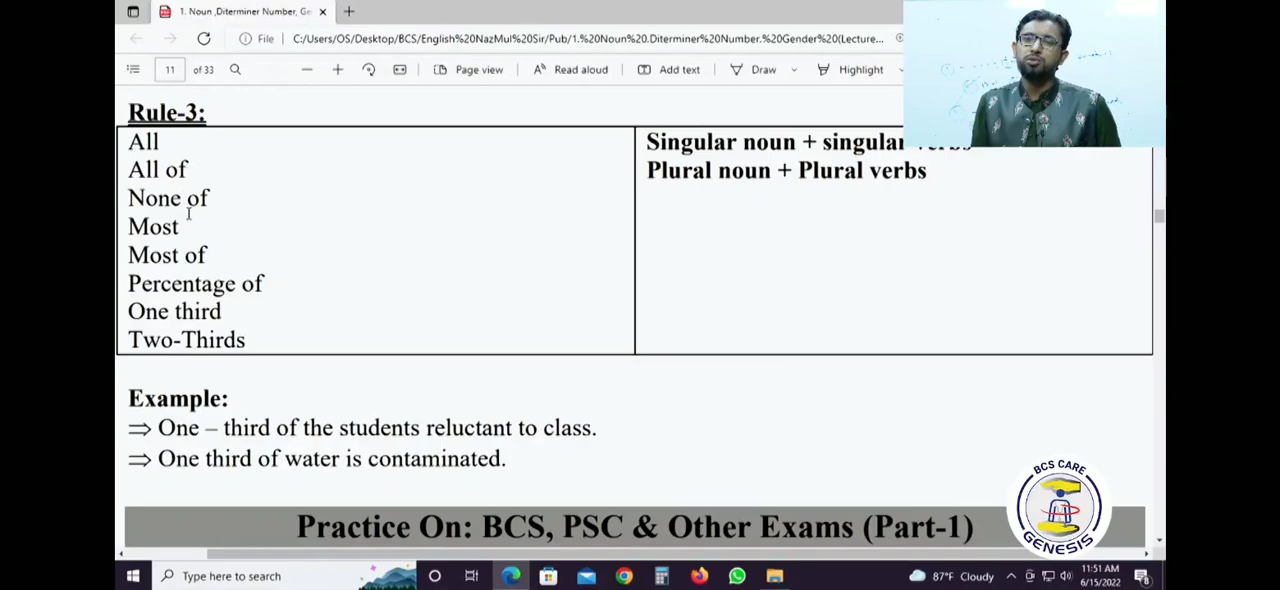 1. Noun ,Diterminer Number, Ge
File
C:/Users/OS/Desktop/BCS/English%20NazMul%20Sir/Pub/1.%20Noun%20.Diterminer%20Number.%20Gender%20(Lecture...
11 of 33
Page view
Read aloud
Add text
Draw
Highlight
Rule-3:
All
Singular noun + singular verbs
All of
Plural noun + Plural verbs
None of
Most
Most of
Percentage of
One third
Two-Thirds
Example:
⇒ One – third of the students reluctant to class.
⇒ One third of water is contaminated.
BCS CARE
GENESIS
Practice On: BCS, PSC & Other Exams (Part-1)
Type here to search
87°F Cloudy
11:51 AM
6/15/2022
8